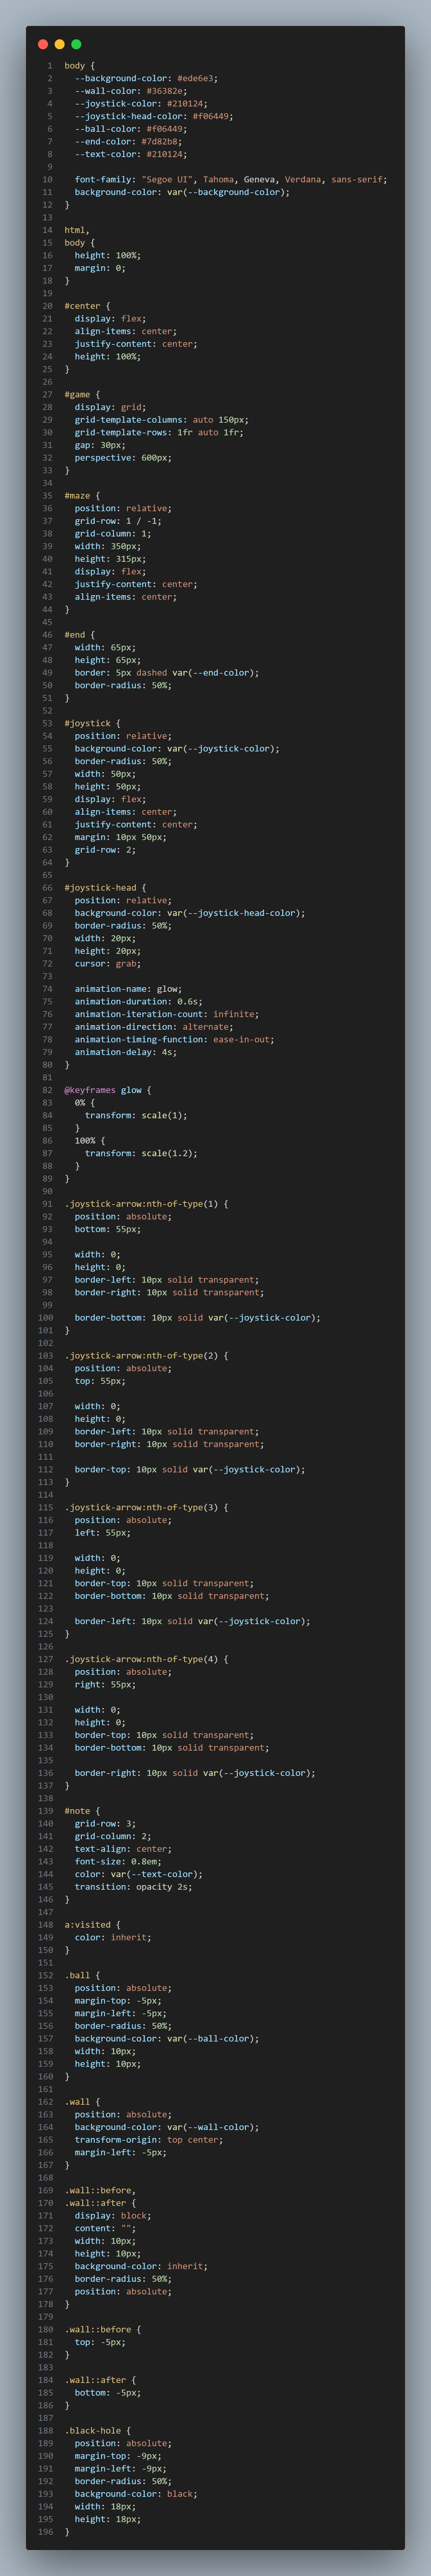 1 body {
2 --background-color: #ede6e3;
3 --wall-color: #36382e;
4 --joystick-color: #210124;
5 --joystick-head-color: #f06449;
6 --ball-color: #f06449;
7 --end-color: #7d82b8;
8 --text-color: #210124;
9
10 font-family: "Segoe UI", Tahoma, Geneva, Verdana, sans-serif;
11 background-color: var(--background-color);
12 }
13
14 html,
15 body {
16 height: 100%;
17 margin: 0;
18 }
19
20 #center {
21 display: flex;
22 align-items: center;
23 justify-content: center;
24 height: 100%;
25 }
26
27 #game {
28 display: grid;
29 grid-template-columns: auto 150px;
30 grid-template-rows: 1fr auto 1fr;
31 gap: 30px;
32 perspective: 600px;
33 }
34
35 #maze {
36 position: relative;
37 grid-row: 1 / -1;
38 grid-column: 1;
39 width: 350px;
40 height: 315px;
41 display: flex;
42 justify-content: center;
43 align-items: center;
44 }
45
46 #end {
47 width: 65px;
48 height: 65px;
49 border: 5px dashed var(--end-color);
50 border-radius: 50%;
51 }
52
53 #joystick {
54 position: relative;
55 background-color: var(--joystick-color);
56 border-radius: 50%;
57 width: 50px;
58 height: 50px;
59 display: flex;
60 align-items: center;
61 justify-content: center;
62 margin: 10px 50px;
63 grid-row: 2;
64 }
65
66 #joystick-head {
67 position: relative;
68 background-color: var(--joystick-head-color);
69 border-radius: 50%;
70 width: 20px;
71 height: 20px;
72 cursor: grab;
73
74 animation-name: glow;
75 animation-duration: 0.6s;
76 animation-iteration-count: infinite;
77 animation-direction: alternate;
78 animation-timing-function: ease-in-out;
79 animation-delay: 4s;
80 }
81
82 @keyframes glow {
83 0% {
84 transform: scale(1);
85 }
86 100% {
87 transform: scale(1.2);
88 }
89 }
90
91 .joystick-arrow:nth-of-type(1) {
92 position: absolute;
93 bottom: 55px;
94
95 width: 0;
96 height: 0;
97 border-left: 10px solid transparent;
98 border-right: 10px solid transparent;
99
100 border-bottom: 10px solid var(--joystick-color);
101 }
102
103 .joystick-arrow:nth-of-type(2) {
104 position: absolute;
105 top: 55px;
106
107 width: 0;
108 height: 0;
109 border-left: 10px solid transparent;
110 border-right: 10px solid transparent;
111
112 border-top: 10px solid var(--joystick-color);
113 }
114
115 .joystick-arrow:nth-of-type(3) {
116 position: absolute;
117 left: 55px;
118
119 width: 0;
120 height: 0;
121 border-top: 10px solid transparent;
122 border-bottom: 10px solid transparent;
123
124 border-left: 10px solid var(--joystick-color);
125 }
126
127 .joystick-arrow:nth-of-type(4) {
128 position: absolute;
129 right: 55px;
130
131 width: 0;
132 height: 0;
133 border-top: 10px solid transparent;
134 border-bottom: 10px solid transparent;
135
136 border-right: 10px solid var(--joystick-color);
137 }
138
139 #note {
140 grid-row: 3;
141 grid-column: 2;
142 text-align: center;
143 font-size: 0.8em;
144 color: var(--text-color);
145 transition: opacity 2s;
146 }
147
148 a:visited {
149 color: inherit;
150 }
151
152 .ball {
153 position: absolute;
154 margin-top: -5px;
155 margin-left: -5px;
156 border-radius: 50%;
157 background-color: var(--ball-color);
158 width: 10px;
159 height: 10px;
160 }
161
162 .wall {
163 position: absolute;
164 background-color: var(--wall-color);
165 transform-origin: top center;
166 margin-left: -5px;
167 }
168
169 .wall::before,
170 .wall::after {
171 display: block;
172 content: "";
173 width: 10px;
174 height: 10px;
175 background-color: inherit;
176 border-radius: 50%;
177 position: absolute;
178 }
179
180 .wall::before {
181 top: -5px;
182 }
183
184 .wall::after {
185 bottom: -5px;
186 }
187
188 .black-hole {
189 position: absolute;
190 margin-top: -9px;
191 margin-left: -9px;
192 border-radius: 50%;
193 background-color: black;
194 width: 18px;
195 height: 18px;
196 }